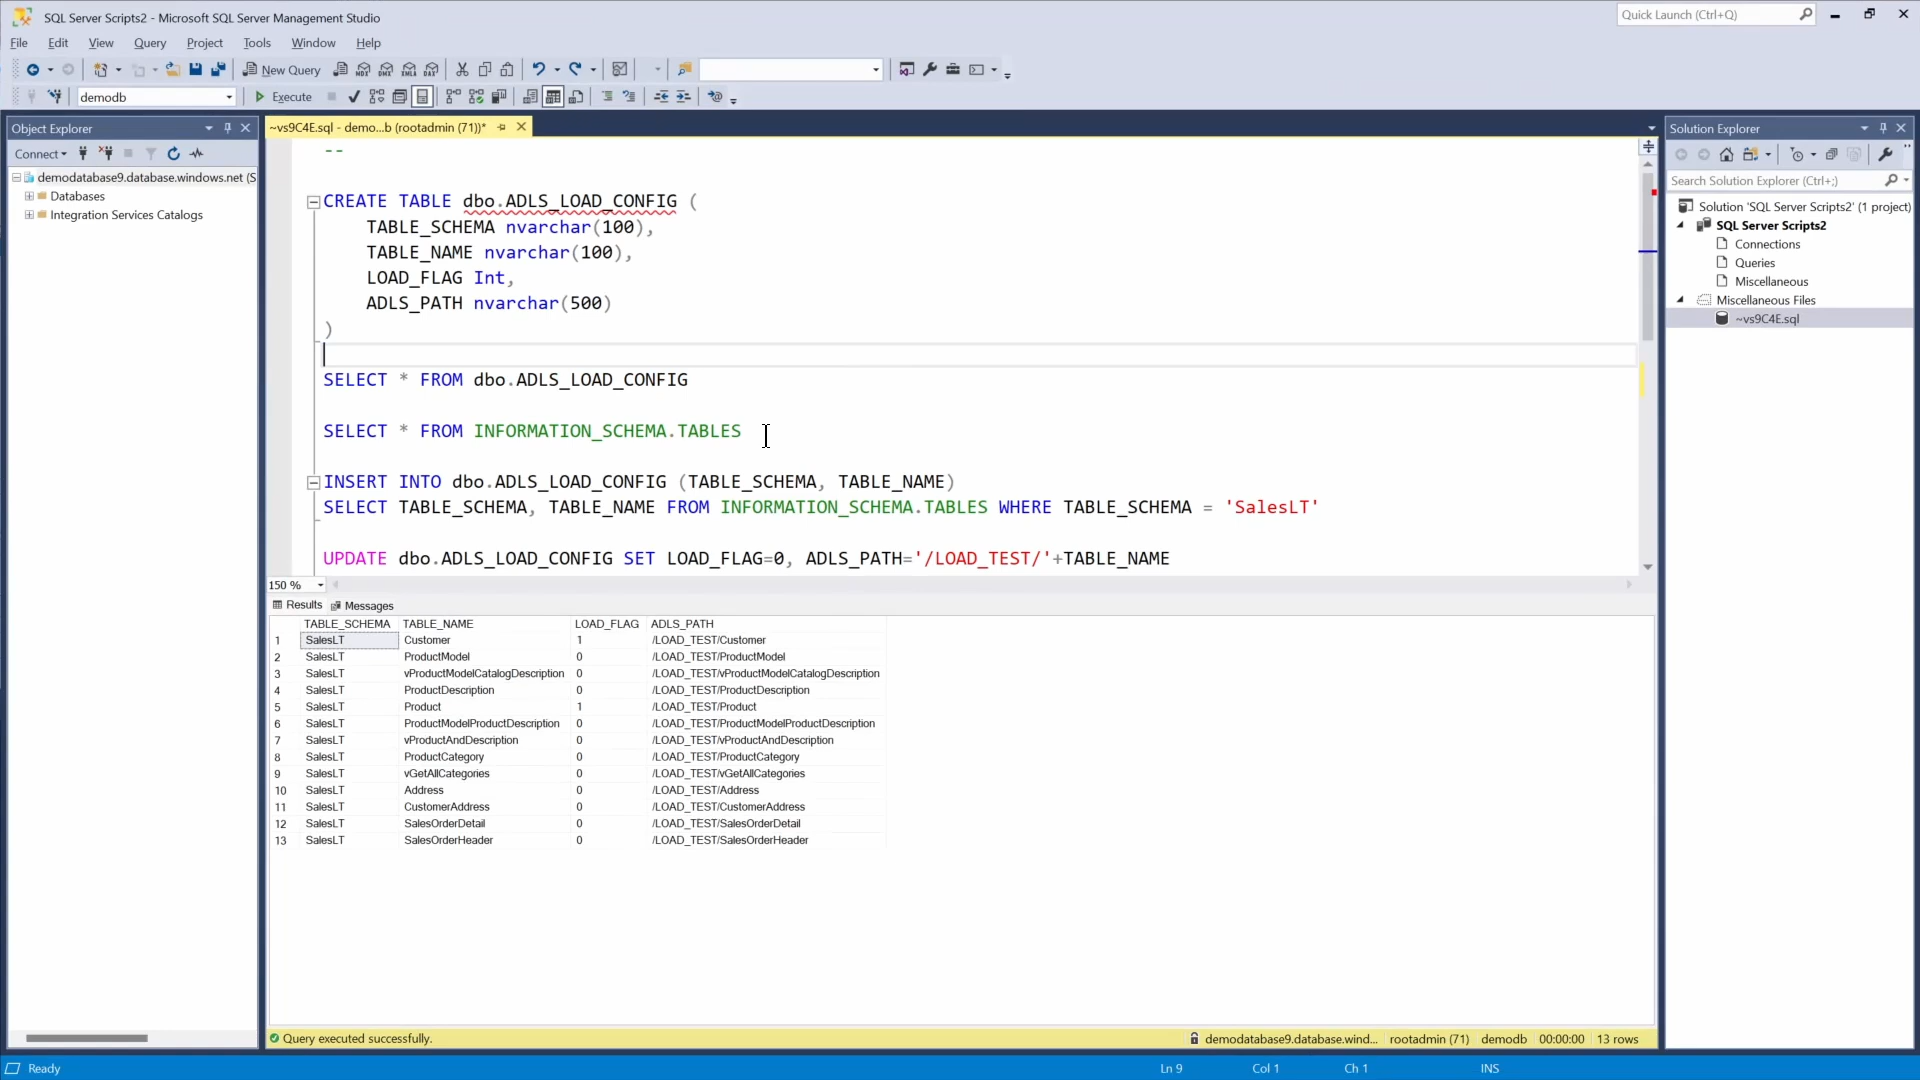 SQL Server Scripts2 - Microsoft SQL Server Management Studio
Quick Launch (Ctrl+Q)
File Edit View Query Project Tools Window Help
New Query
MDX DMX XMLA DAX
demodb
Execute
Object Explorer
Connect
demodatabase9.database.windows.net (S
Databases
Integration Services Catalogs
~vs9C4E.sql - demo...b (rootadmin (71))*
--
CREATE TABLE dbo.ADLS_LOAD_CONFIG (
TABLE_SCHEMA nvarchar(100),
TABLE_NAME nvarchar(100),
LOAD_FLAG Int,
ADLS_PATH nvarchar(500)
)
SELECT * FROM dbo.ADLS_LOAD_CONFIG
SELECT * FROM INFORMATION_SCHEMA.TABLES
INSERT INTO dbo.ADLS_LOAD_CONFIG (TABLE_SCHEMA, TABLE_NAME)
SELECT TABLE_SCHEMA, TABLE_NAME FROM INFORMATION_SCHEMA.TABLES WHERE TABLE_SCHEMA = 'SalesLT'
UPDATE dbo.ADLS_LOAD_CONFIG SET LOAD_FLAG=0, ADLS_PATH='/LOAD_TEST/'+TABLE_NAME
150 %
Results Messages
TABLE_SCHEMA TABLE_NAME LOAD_FLAG ADLS_PATH
1 SalesLT Customer 1 /LOAD_TEST/Customer
2 SalesLT ProductModel 0 /LOAD_TEST/ProductModel
3 SalesLT vProductModelCatalogDescription 0 /LOAD_TEST/vProductModelCatalogDescription
4 SalesLT ProductDescription 0 /LOAD_TEST/ProductDescription
5 SalesLT Product 1 /LOAD_TEST/Product
6 SalesLT ProductModelProductDescription 0 /LOAD_TEST/ProductModelProductDescription
7 SalesLT vProductAndDescription 0 /LOAD_TEST/vProductAndDescription
8 SalesLT ProductCategory 0 /LOAD_TEST/ProductCategory
9 SalesLT vGetAllCategories 0 /LOAD_TEST/vGetAllCategories
10 SalesLT Address 0 /LOAD_TEST/Address
11 SalesLT CustomerAddress 0 /LOAD_TEST/CustomerAddress
12 SalesLT SalesOrderDetail 0 /LOAD_TEST/SalesOrderDetail
13 SalesLT SalesOrderHeader 0 /LOAD_TEST/SalesOrderHeader
Query executed successfully.
demodatabase9.database.wind... rootadmin (71) demodb 00:00:00 13 rows
Solution Explorer
Search Solution Explorer (Ctrl+;)
Solution 'SQL Server Scripts2' (1 project)
SQL Server Scripts2
Connections
Queries
Miscellaneous
Miscellaneous Files
~vs9C4E.sql
Ready
Ln 9 Col 1 Ch 1 INS